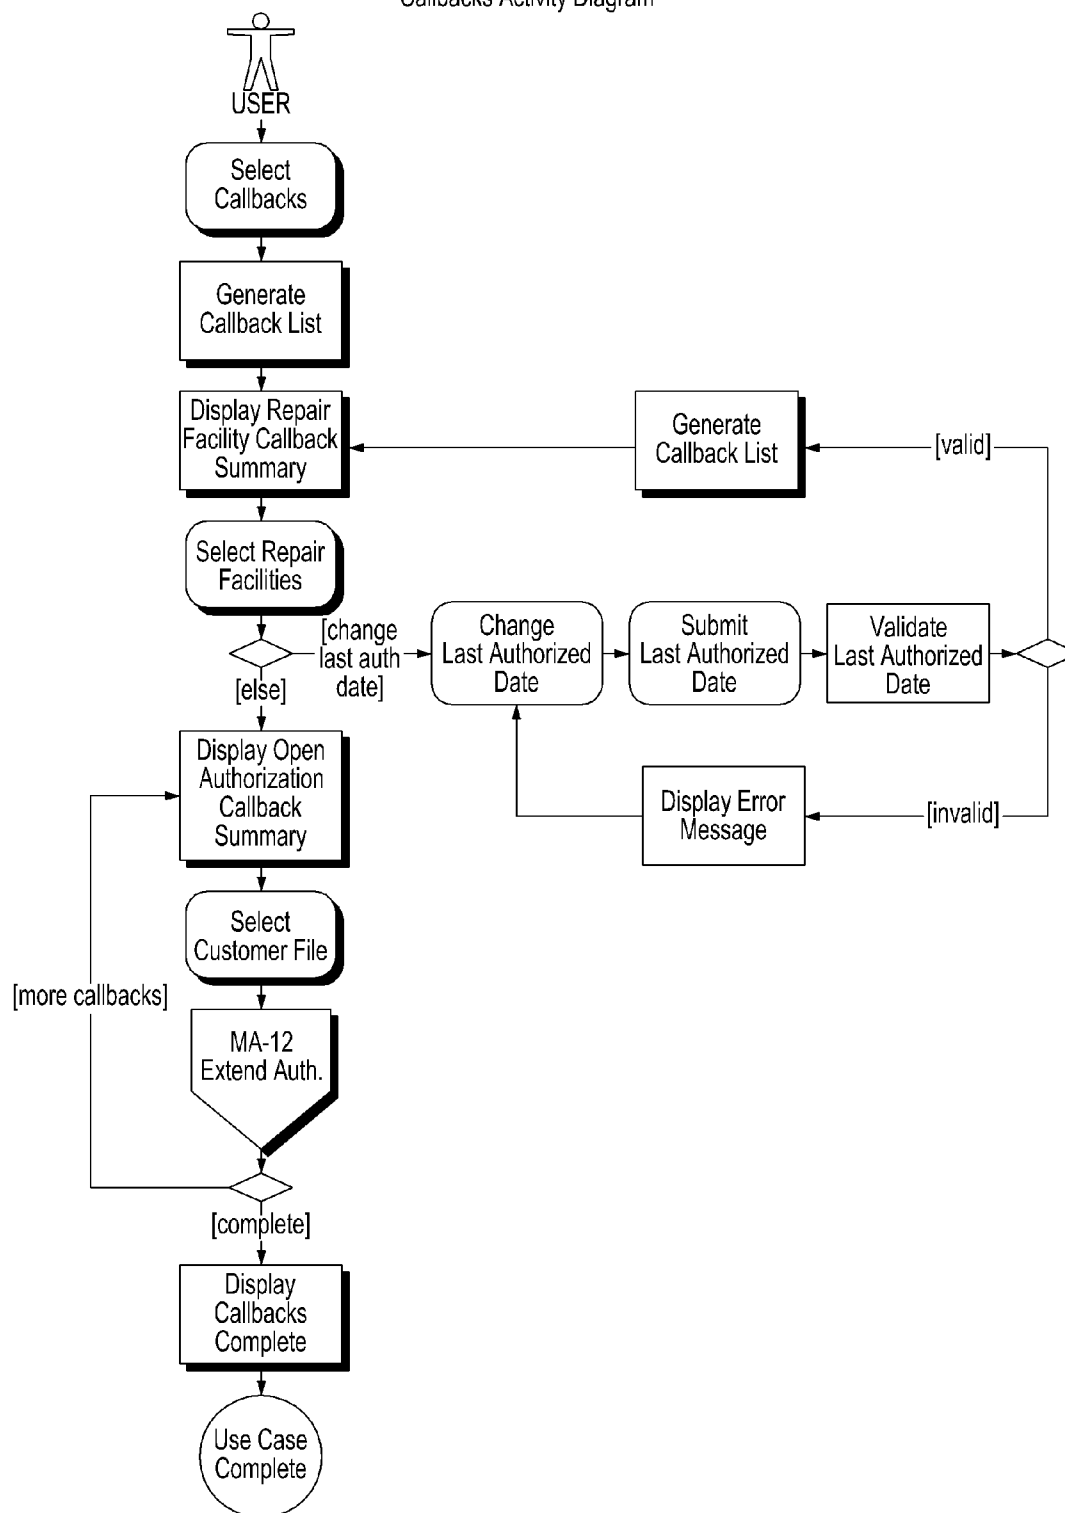 Callbacks Activity Diagram
USER
Select
Callbacks
Generate
Callback List
Display Repair
Facility Callback
Summary
Generate
Callback List
[valid]
Select Repair
Facilities
[change
last auth
date]
Change
Last Authorized
Date
Submit
Last Authorized
Date
Validate
Last Authorized
Date
[else]
Display Open
Authorization
Callback
Summary
Display Error
Message
[invalid]
Select
Customer File
[more callbacks]
MA-12
Extend Auth.
[complete]
Display
Callbacks
Complete
Use Case
Complete